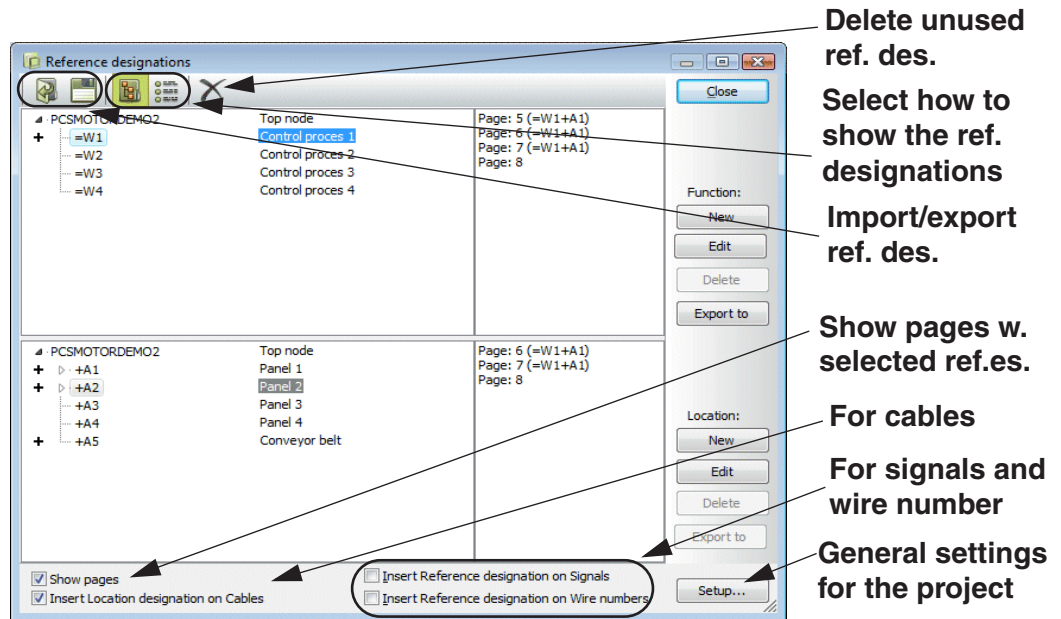 Delete unused
ref. des.
Reference designations
Close
Select how to
show the ref.
designations
PCSMOTORDEMO2 Top node Page: 5 (=W1+A1)
+ =W1 Control proces 1 Page: 6 (=W1+A1)
=W2 Control proces 2 Page: 7 (=W1+A1)
=W3 Control proces 3 Page: 8
=W4 Control proces 4
Function:
New
Edit
Delete
Export to
Import/export
ref. des.
PCSMOTORDEMO2 Top node Page: 6 (=W1+A1)
+ +A1 Panel 1 Page: 7 (=W1+A1)
+ +A2 Panel 2 Page: 8
+A3 Panel 3
+A4 Panel 4
+ +A5 Conveyor belt
Location:
New
Edit
Delete
Export to
Show pages w.
selected ref.es.
For cables
For signals and
wire number
General settings
for the project
Show pages
Insert Location designation on Cables
Insert Reference designation on Signals
Insert Reference designation on Wire numbers
Setup...